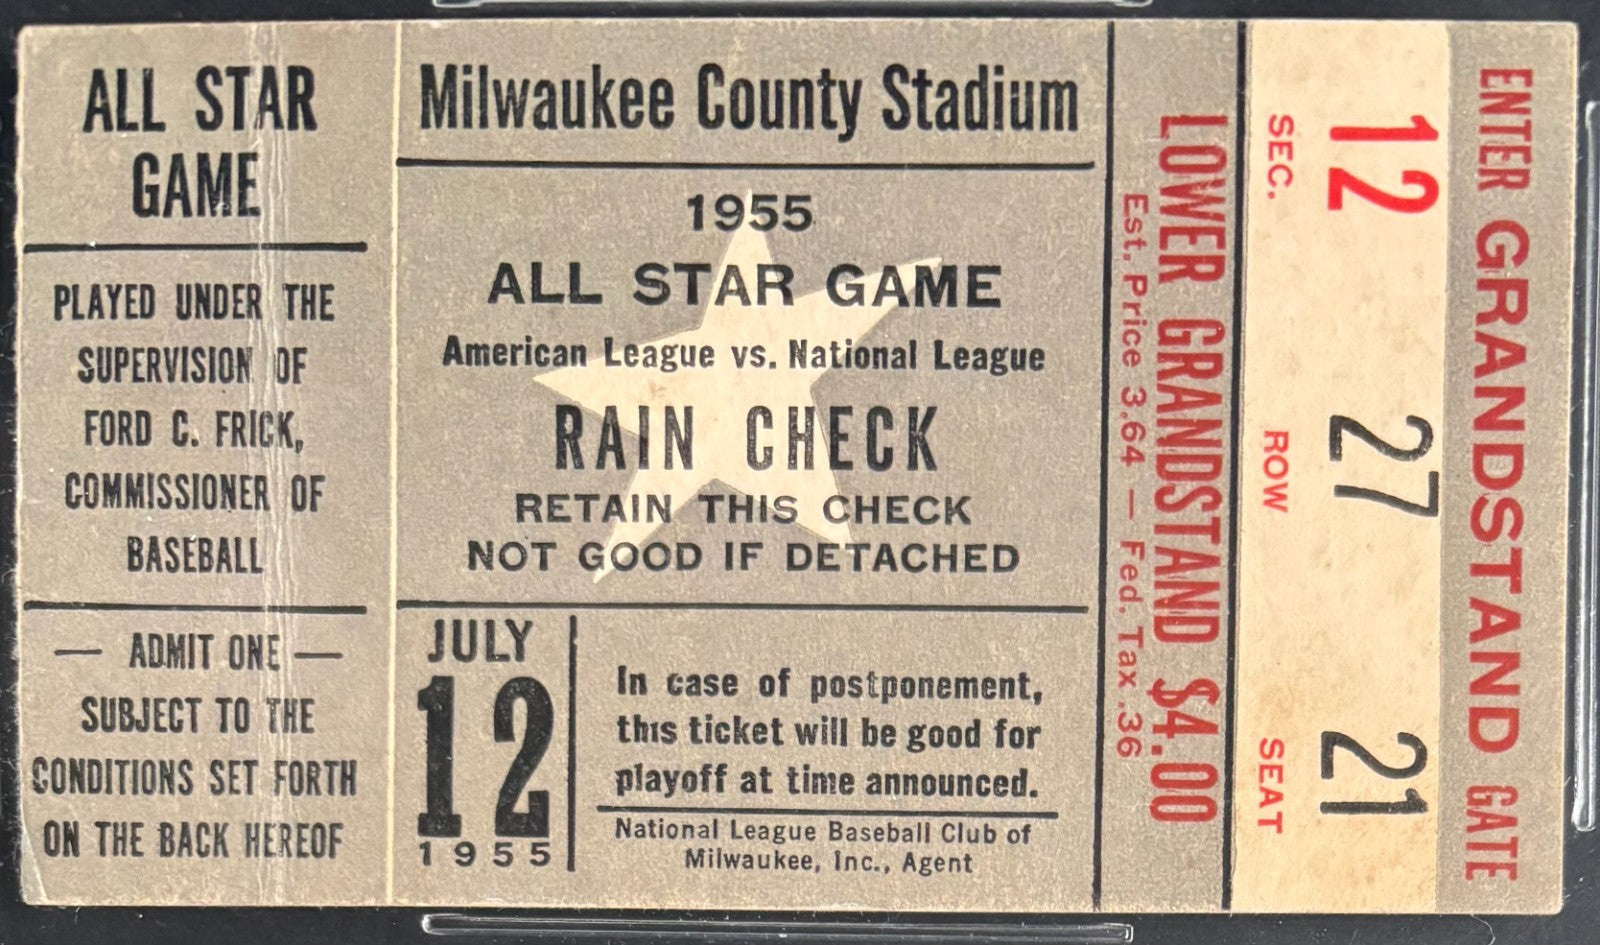 ALL STAR
GAME
PLAYED UNDER THE
SUPERVISION OF
FORD C. FRICK,
COMMISSIONER OF
BASEBALL
— ADMIT ONE —
SUBJECT TO THE
CONDITIONS SET FORTH
ON THE BACK HEREOF
Milwaukee County Stadium
1955
ALL STAR GAME
American League vs. National League
RAIN CHECK
RETAIN THIS CHECK
NOT GOOD IF DETACHED
JULY
12
1955
In case of postponement,
this ticket will be good for
playoff at time announced.
National League Baseball Club of
Milwaukee, Inc., Agent
LOWER GRANDSTAND $4.00
Est. Price 3.64 — Fed. Tax .36
ENTER GRANDSTAND GATE
12 27 21
SEC. ROW SEAT